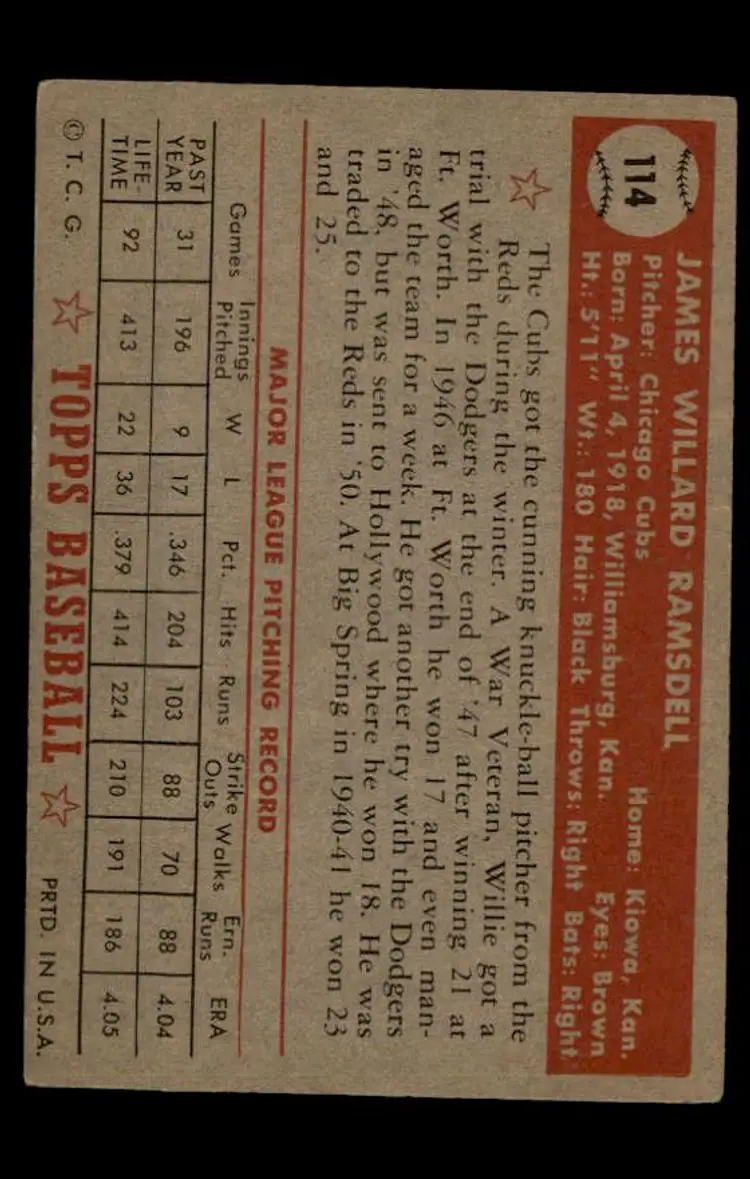 114
JAMES WILLARD RAMSDELL
Pitcher: Chicago Cubs Home: Kiowa, Kan.
Born: April 4, 1918, Williamsburg, Kan. Eyes: Brown
Ht.: 5'11" Wt.: 180 Hair: Black Throws: Right Bats: Right
The Cubs got the cunning knuckle-ball pitcher from the
Reds during the winter. A War Veteran, Willie got a
trial with the Dodgers at the end of '47 after winning 21 at
Ft. Worth. In 1946 at Ft. Worth he won 17 and even man-
aged the team for a week. He got another try with the Dodgers
in '48, but was sent to Hollywood where he won 18. He was
traded to the Reds in '50. At Big Spring in 1940-41 he won 23
and 25.
MAJOR LEAGUE PITCHING RECORD
Games Innings Pitched W L Pct. Hits Runs Strike Outs Walks Ern. Runs ERA
PAST YEAR 31 196 9 17 .346 204 103 88 70 88 4.04
LIFE-TIME 92 413 22 36 .379 414 224 210 191 186 4.05
© T. C. G. TOPPS BASEBALL PRTD. IN U.S.A.